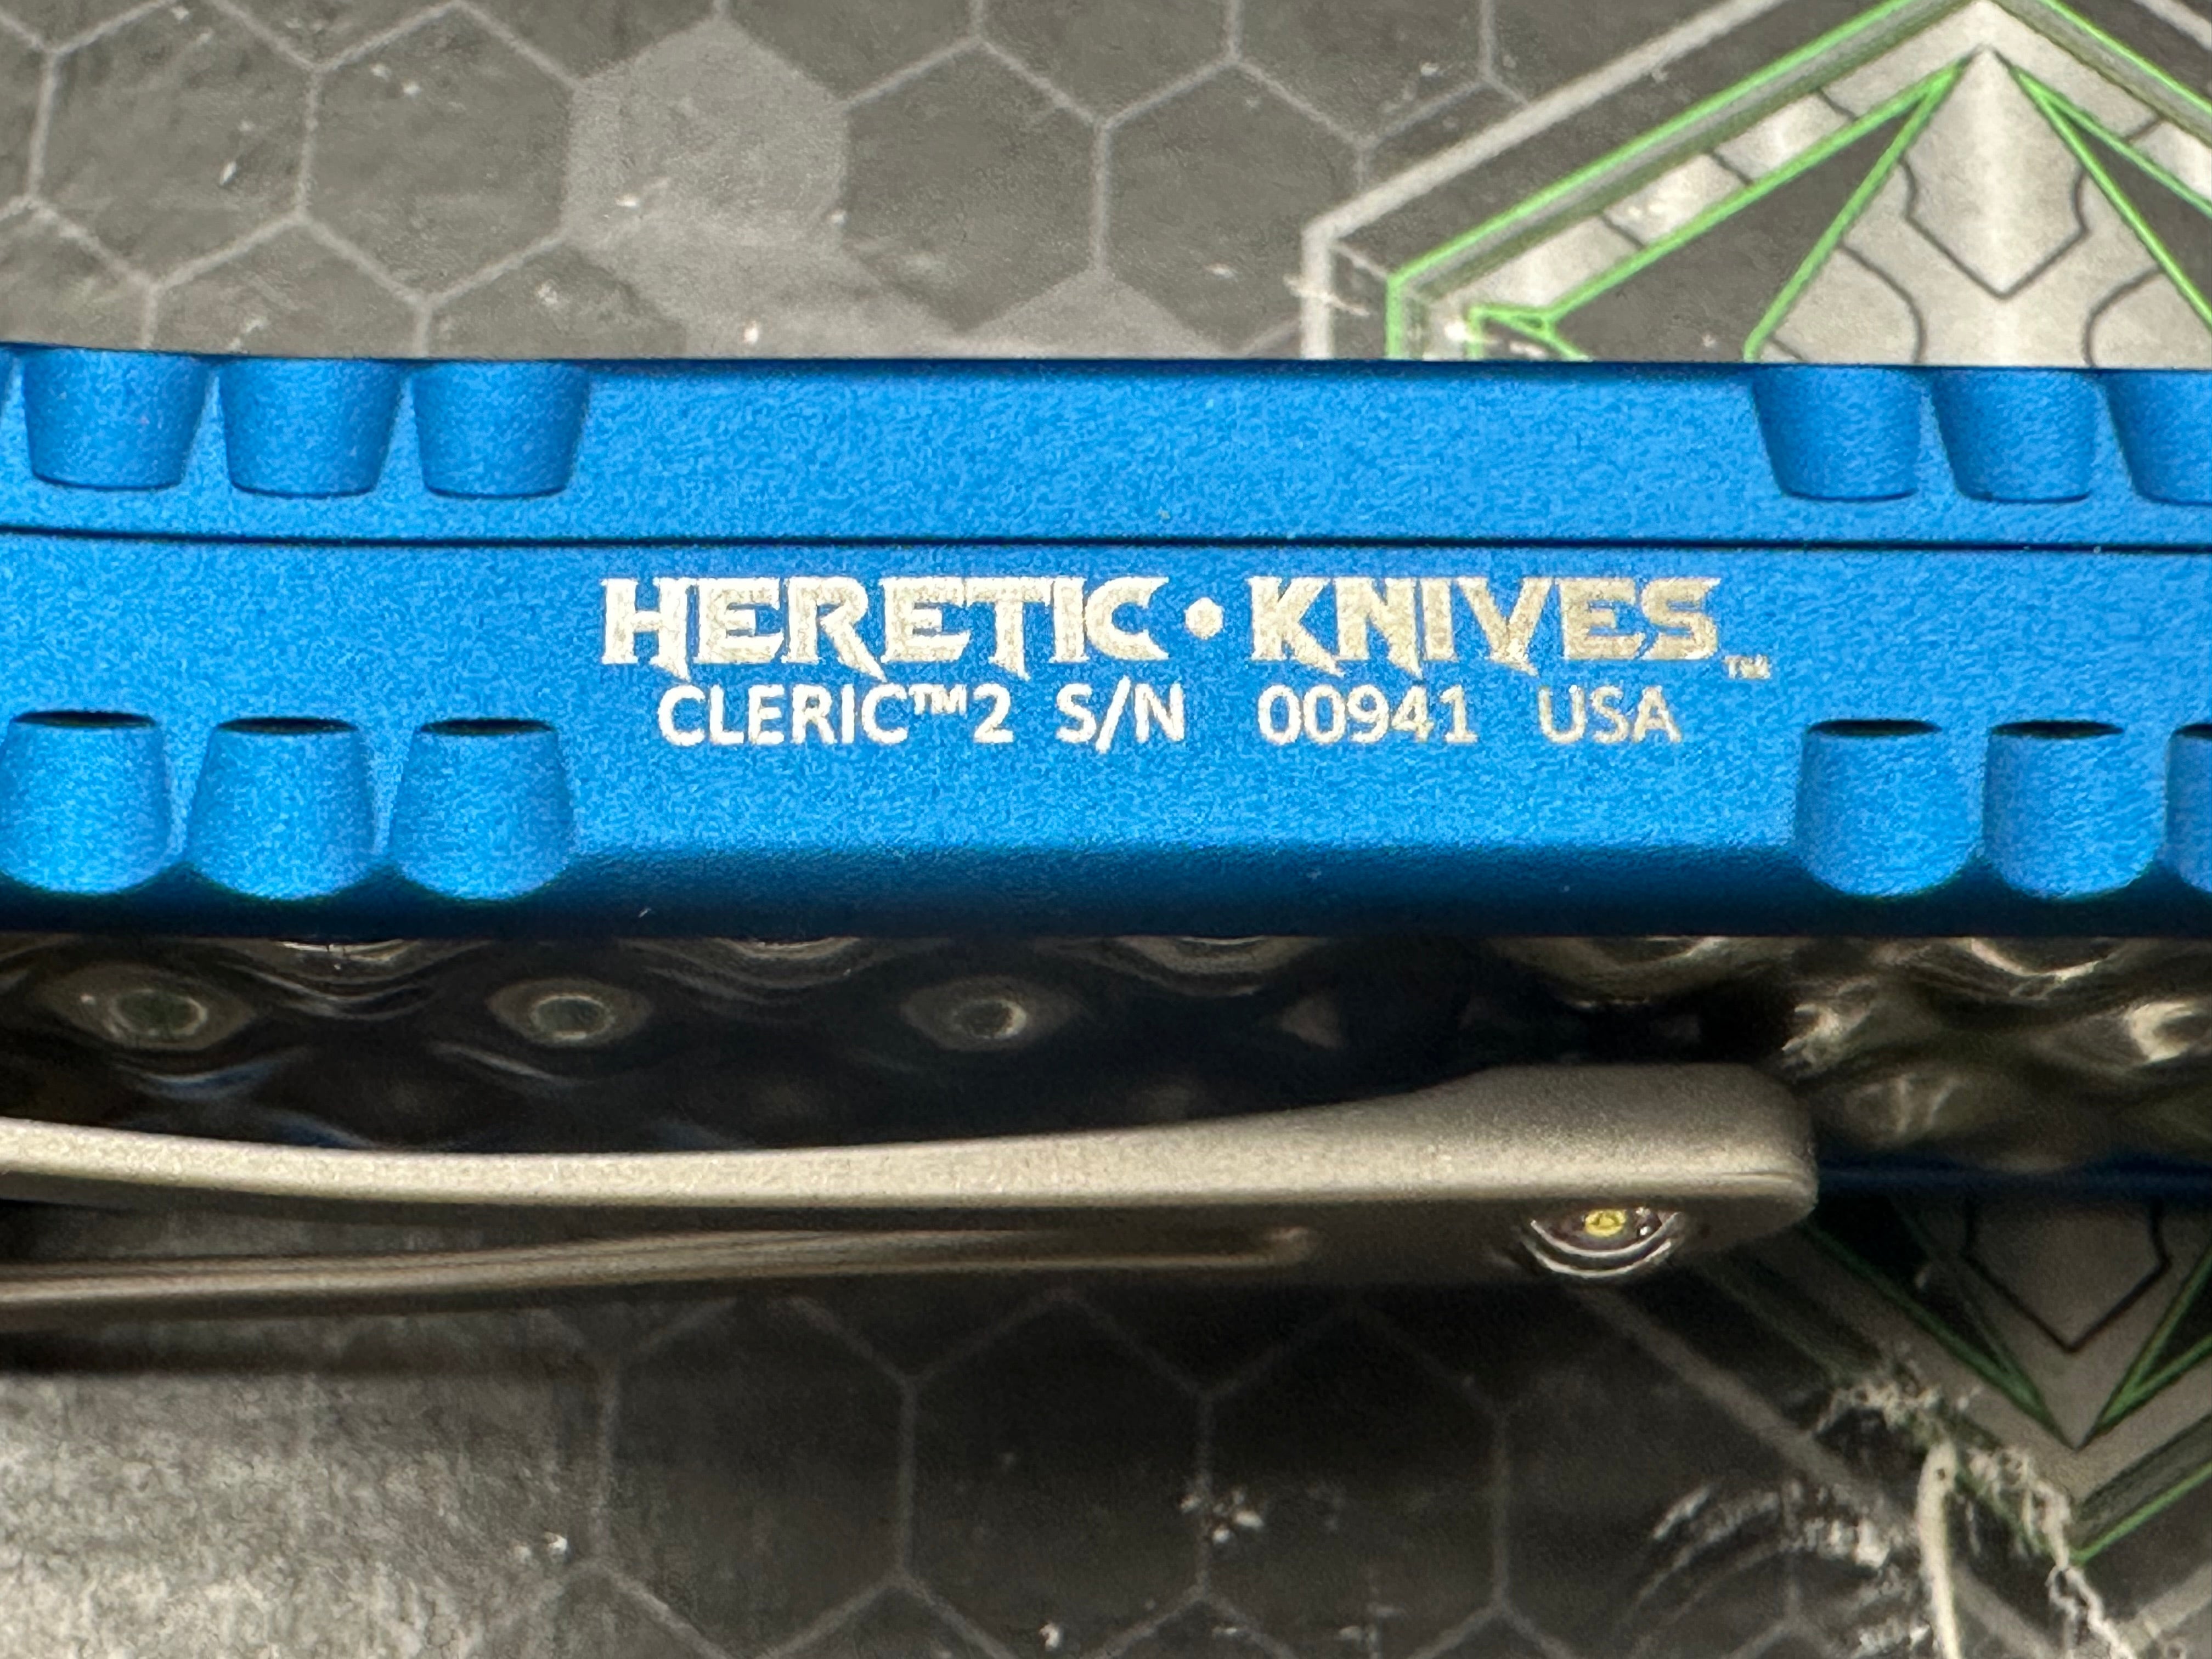 HERETIC • KNIVES™
CLERIC™2 S/N 00941 USA